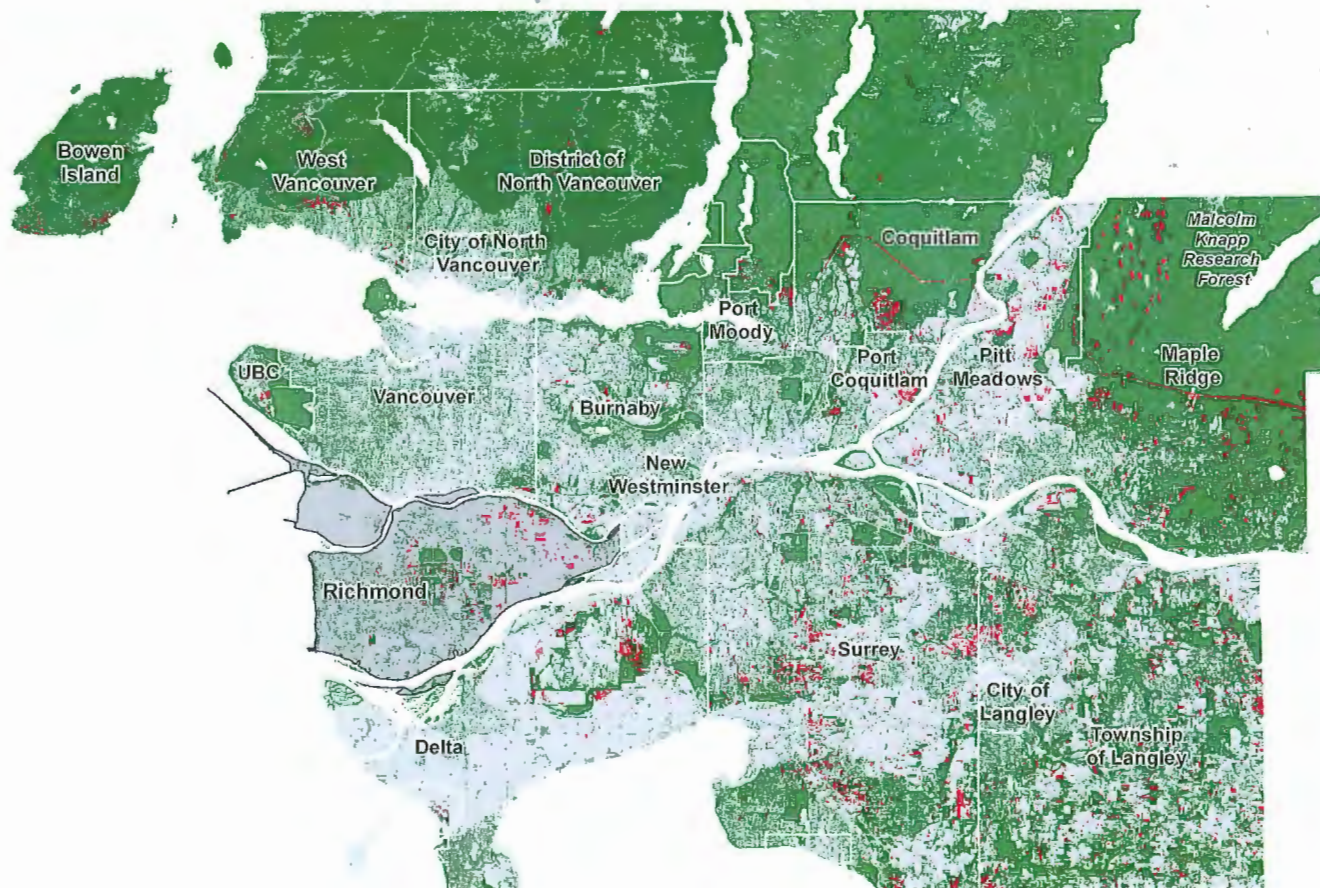 Bowen
Island
West
Vancouver
District of
North Vancouver
City of North
Vancouver
Coquitlam
Malcolm
Knapp
Research
Forest
Port
Moody
UBC
Vancouver
Burnaby
Port
Coquitlam
Pitt
Meadows
Maple
Ridge
New
Westminster
Richmond
Surrey
City of
Langley
Township
of Langley
Delta